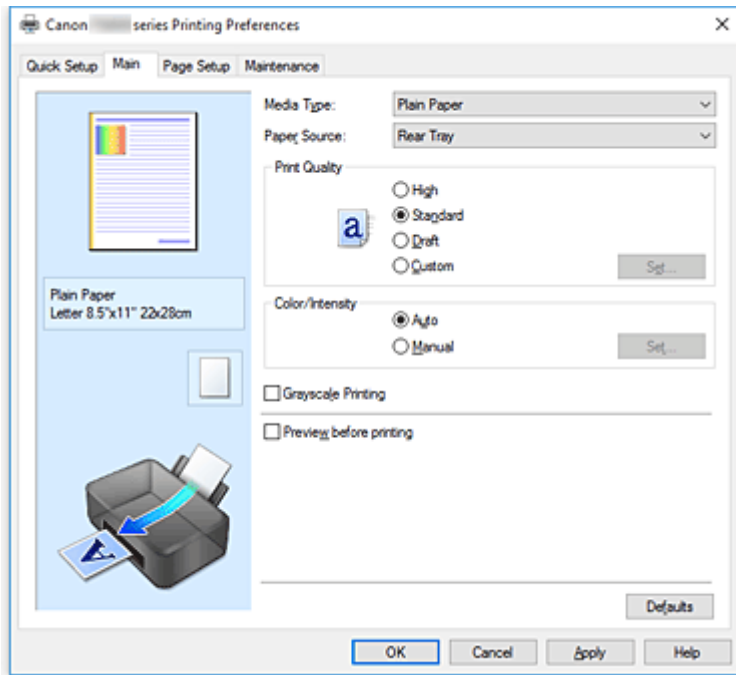 Canon series Printing Preferences
Quick Setup Main Page Setup Maintenance
Media Type: Plain Paper
Paper Source: Rear Tray
Print Quality
High
a Standard
Draft
Custom Set...
Plain Paper
Letter 8.5"x11" 22x28cm
Color/Intensity
Auto
Manual Set...
Grayscale Printing
Preview before printing
A
Defaults
OK Cancel Apply Help